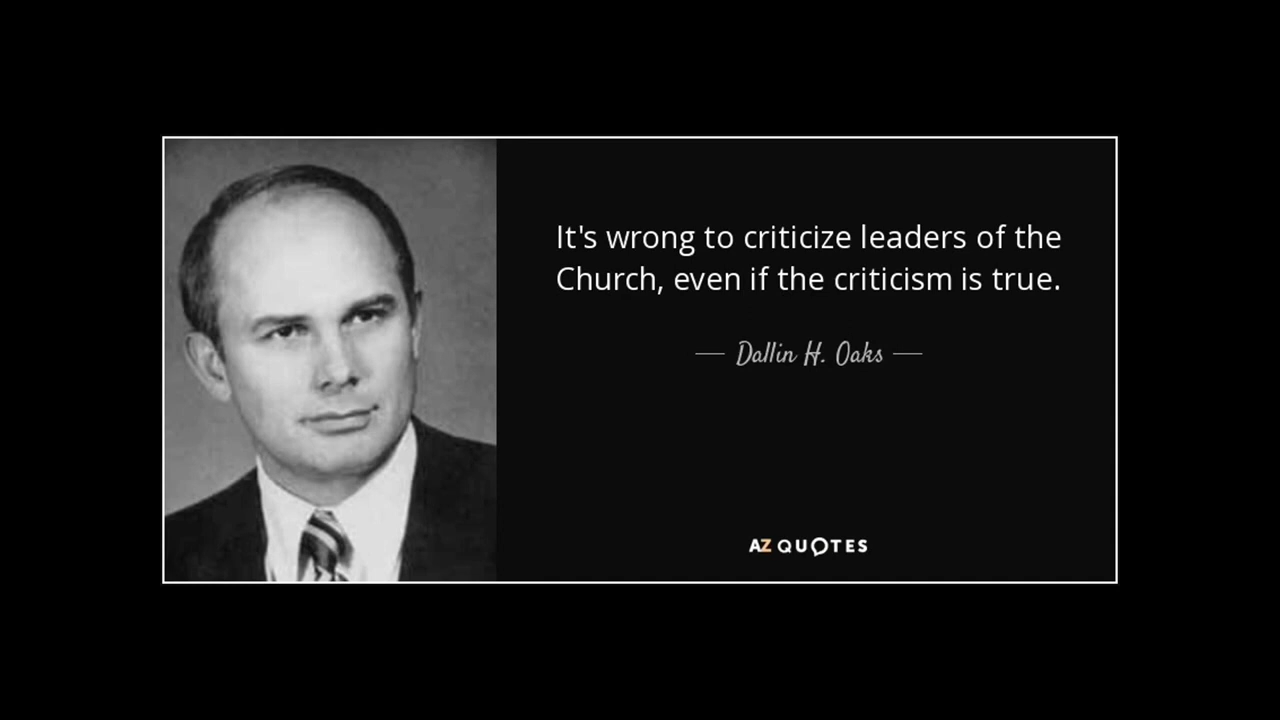 It's wrong to criticize leaders of the
Church, even if the criticism is true.
— Dallin H. Oaks —
AZ QUOTES